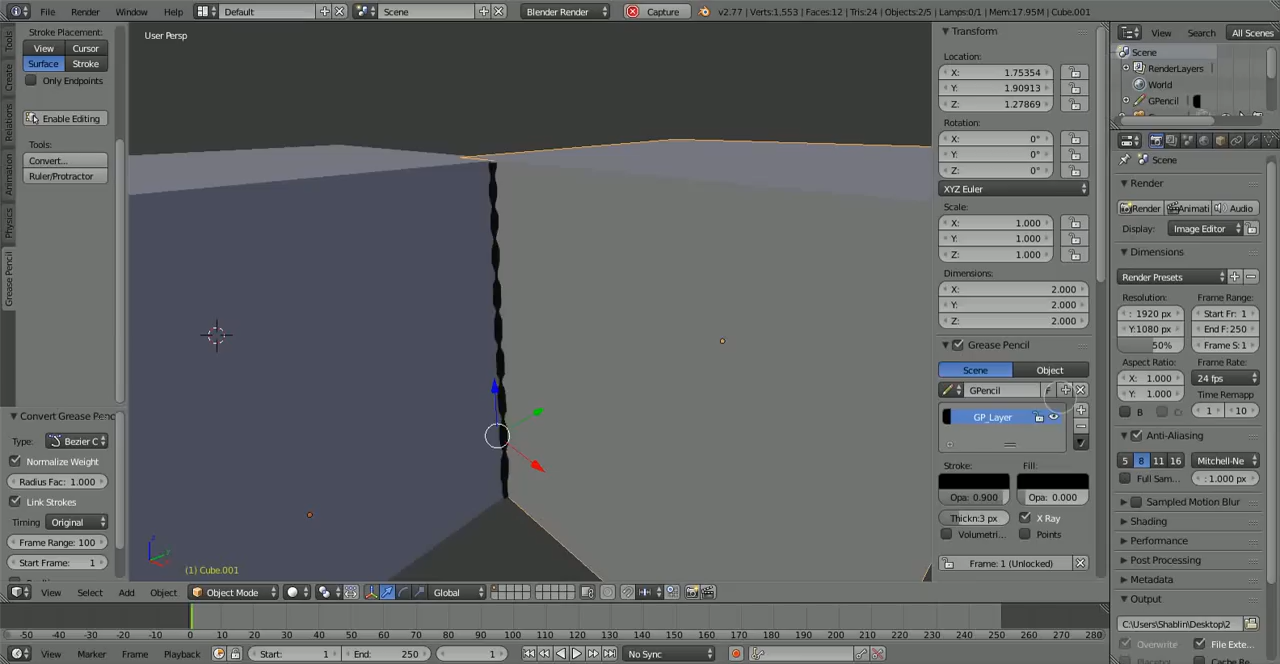 File Render Window Help Default Scene Blender Render Capture v2.77 | Verts:1,553 | Faces:12 | Tris:24 | Objects:2/5 | Lamps:0/1 | Mem:17.95M | Cube.001
Tools
Create
Relations
Animation
Physics
Grease Pencil
Stroke Placement:
View Cursor
Surface Stroke
Only Endpoints
Enable Editing
Tools:
Convert...
Ruler/Protractor
Convert Grease Penc
Type: Bezier C
Normalize Weight
Radius Fac: 1.000
Link Strokes
Timing Original
Frame Range: 100
Start Frame: 1
User Persp
(1) Cube.001
Transform
Location:
X: 1.75354
Y: 1.90913
Z: 1.27869
Rotation:
X: 0°
Y: 0°
Z: 0°
XYZ Euler
Scale:
X: 1.000
Y: 1.000
Z: 1.000
Dimensions:
X: 2.000
Y: 2.000
Z: 2.000
Grease Pencil
Scene Object
GPencil F
GP_Layer
Stroke: Fill:
Opa: 0.900 Opa: 0.000
Thickn:3 px X Ray
Volumetri... Points
Frame: 1 (Unlocked)
View Search All Scenes
Scene
RenderLayers
World
GPencil
Scene
Render
Render Animati Audio
Display: Image Editor
Dimensions
Render Presets
Resolution: Frame Range:
: 1920 px Start Fr: 1
Y:1080 px End F:250
50% Frame S:1
Aspect Ratio: Frame Rate:
X: 1.000 24 fps
Y: 1.000 Time Remapp
B C 1 10
Anti-Aliasing
5 8 11 16 Mitchell-Ne
Full Sam... : 1.000 px
Sampled Motion Blur
Shading
Performance
Post Processing
Metadata
Output
C:\Users\Shablin\Desktop\2
Overwrite File Exte...
View Select Add Object Object Mode Global
-50 -40 -30 -20 -10 0 10 20 30 40 50 60 70 80 90 100 110 120 130 140 150 160 170 180 190 200 210 220 230 240 250 260 270 280
View Marker Frame Playback Start: 1 End: 250 1 No Sync